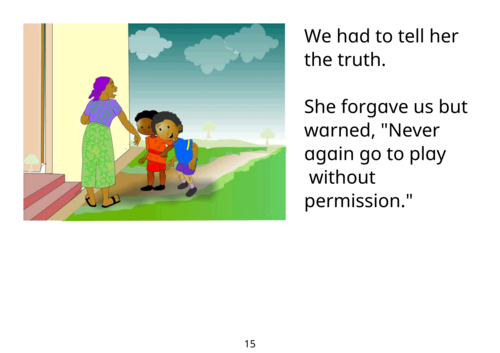 We had to tell her
the truth.
She forgave us but
warned, "Never
again go to play
without
permission."
15